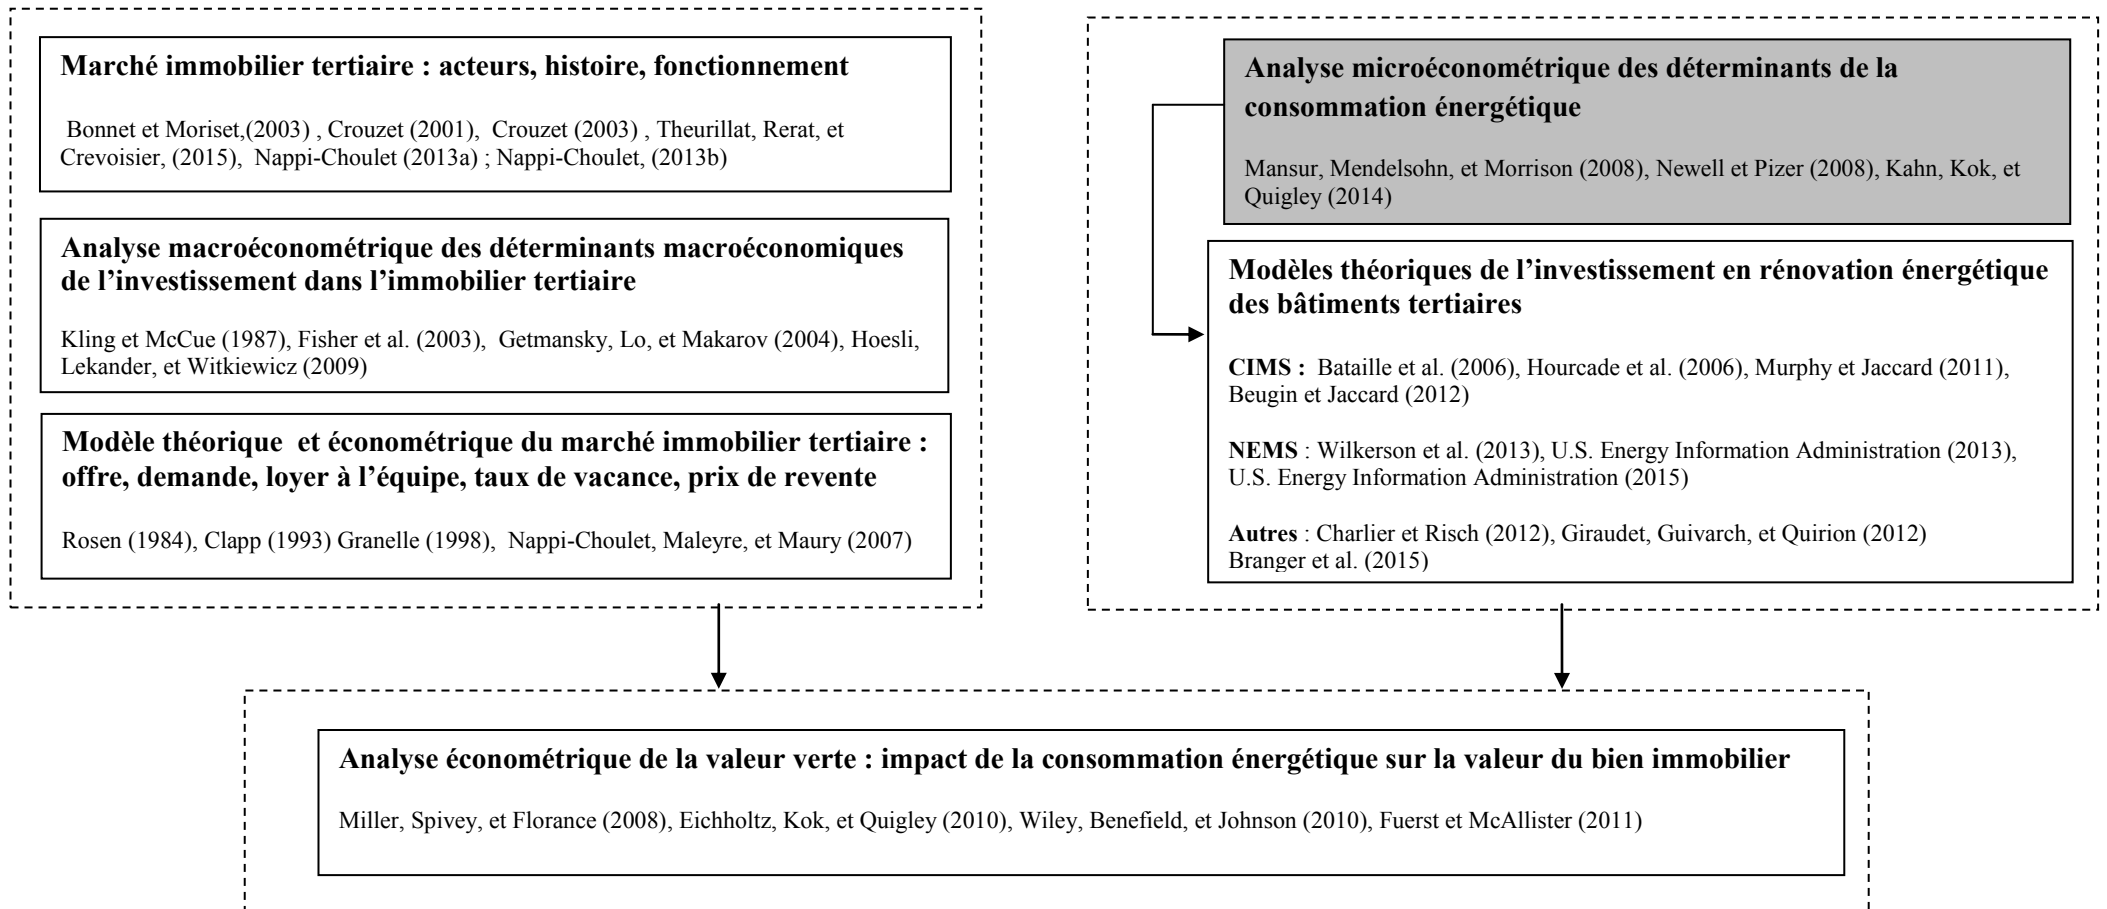 Marché immobilier tertiaire : acteurs, histoire, fonctionnement
Bonnet et Moriset,(2003) , Crouzet (2001), Crouzet (2003) , Theurillat, Rerat, et
Crevoisier, (2015), Nappi-Choulet (2013a) ; Nappi-Choulet, (2013b)
Analyse macroéconométrique des déterminants macroéconomiques
de l’investissement dans l’immobilier tertiaire
Kling et McCue (1987), Fisher et al. (2003), Getmansky, Lo, et Makarov (2004), Hoesli,
Lekander, et Witkiewicz (2009)
Modèle théorique et économétrique du marché immobilier tertiaire :
offre, demande, loyer à l’équipe, taux de vacance, prix de revente
Rosen (1984), Clapp (1993) Granelle (1998), Nappi-Choulet, Maleyre, et Maury (2007)
Analyse microéconométrique des déterminants de la
consommation énergétique
Mansur, Mendelsohn, et Morrison (2008), Newell et Pizer (2008), Kahn, Kok, et
Quigley (2014)
Modèles théoriques de l’investissement en rénovation énergétique
des bâtiments tertiaires
CIMS : Bataille et al. (2006), Hourcade et al. (2006), Murphy et Jaccard (2011),
Beugin et Jaccard (2012)
NEMS : Wilkerson et al. (2013), U.S. Energy Information Administration (2013),
U.S. Energy Information Administration (2015)
Autres : Charlier et Risch (2012), Giraudet, Guivarch, et Quirion (2012)
Branger et al. (2015)
Analyse économétrique de la valeur verte : impact de la consommation énergétique sur la valeur du bien immobilier
Miller, Spivey, et Florance (2008), Eichholtz, Kok, et Quigley (2010), Wiley, Benefield, et Johnson (2010), Fuerst et McAllister (2011)